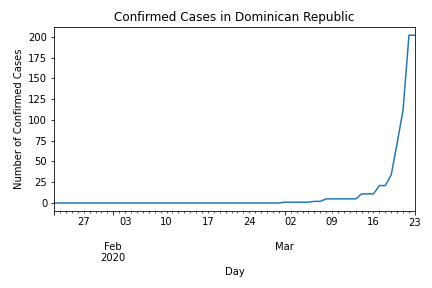 Confirmed Cases in Dominican Republic
Number of Confirmed Cases
200
175
150
125
100
75
50
25
0
27 03 10 17 24 02 09 16 23
Feb Mar
2020
Day